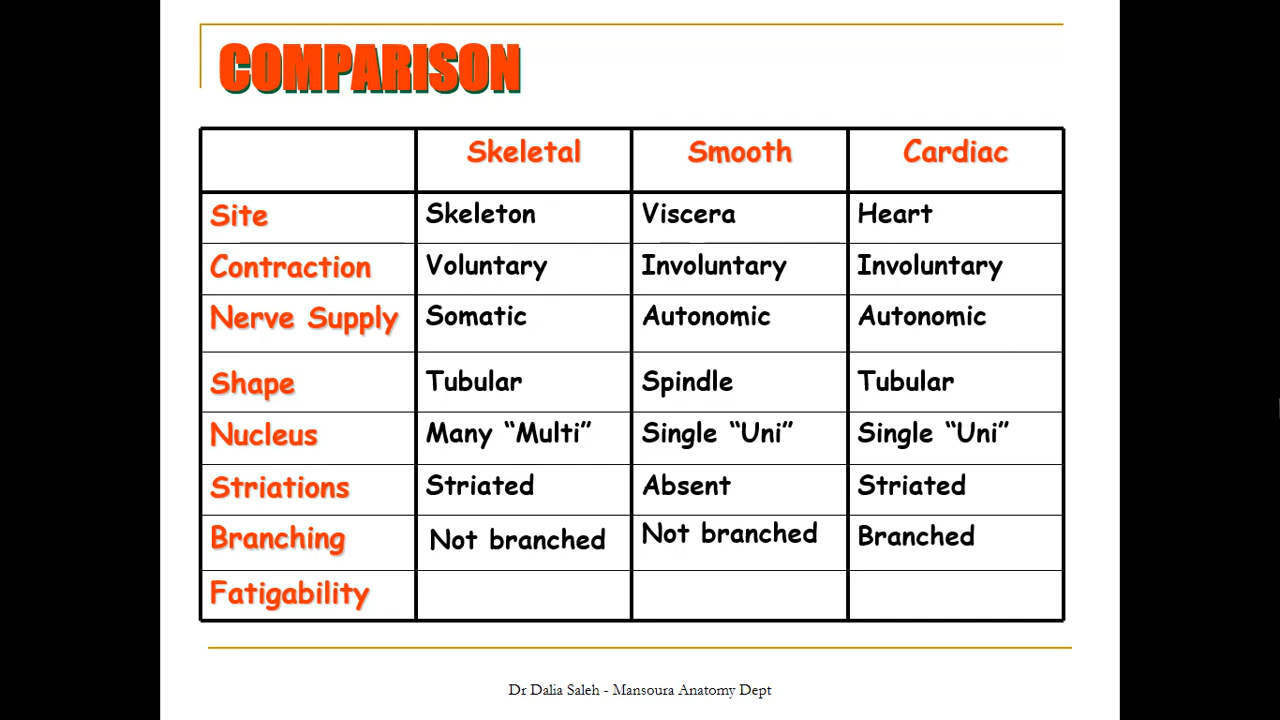 COMPARISON
Skeletal Smooth Cardiac
Site Skeleton Viscera Heart
Contraction Voluntary Involuntary Involuntary
Nerve Supply Somatic Autonomic Autonomic
Shape Tubular Spindle Tubular
Nucleus Many “Multi” Single “Uni” Single “Uni”
Striations Striated Absent Striated
Branching Not branched Not branched Branched
Fatigability
Dr Dalia Saleh - Mansoura Anatomy Dept